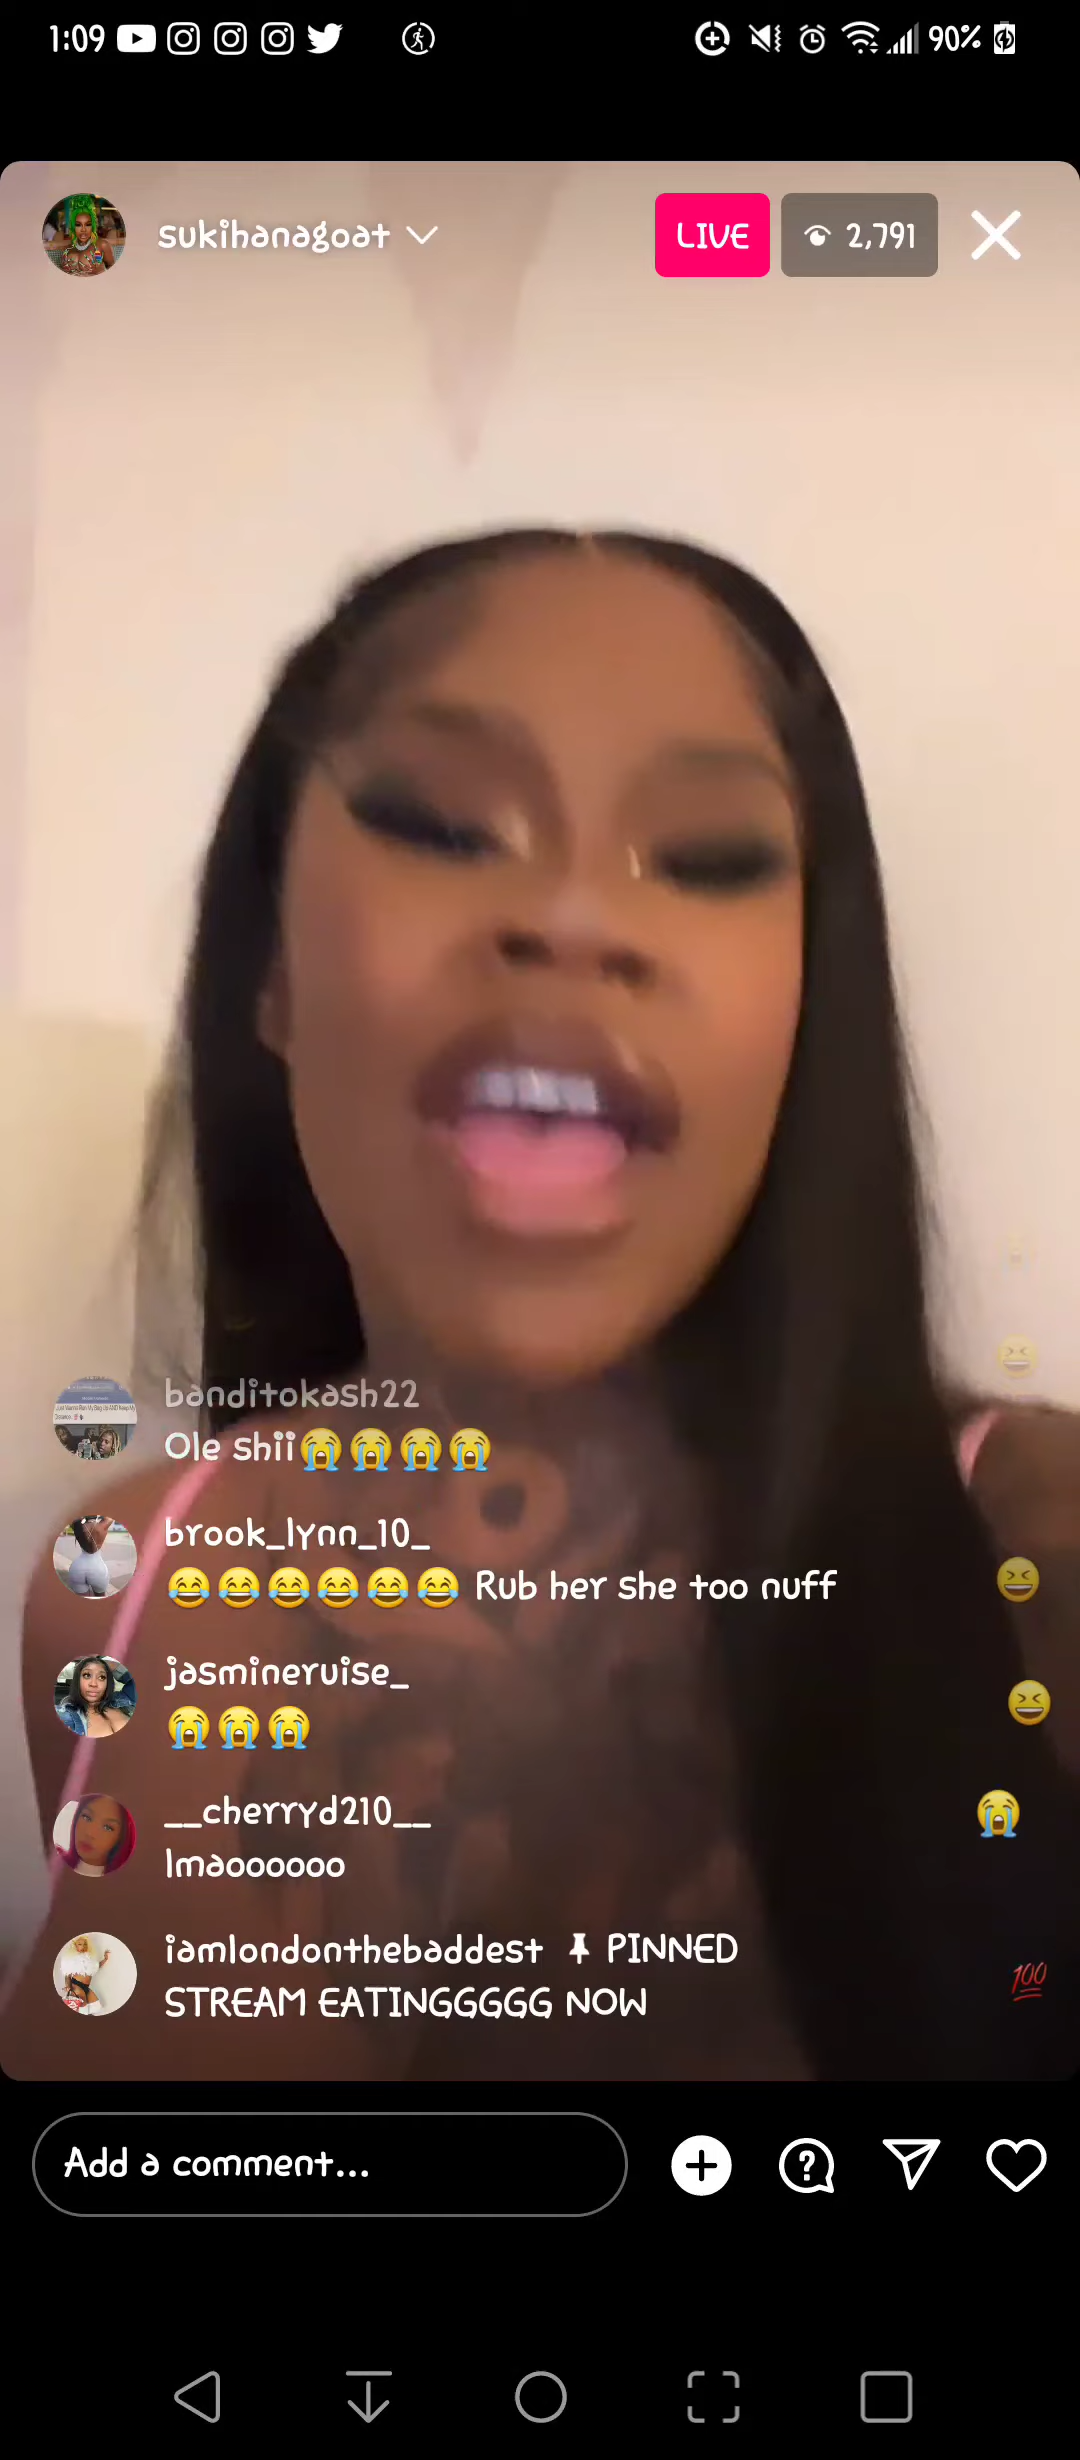 1:09 90%
sukihanagoat LIVE 2,791
banditokash22
Ole shii😭😭😭😭
brook_lynn_10_
😂😂😂😂😂😂 Rub her she too nuff
jasmineruise_
😭😭😭
__cherryd210__
lmaoooooo
iamlondonthebaddest 📌 PINNED
STREAM EATINGGGGG NOW
💯
Add a comment...